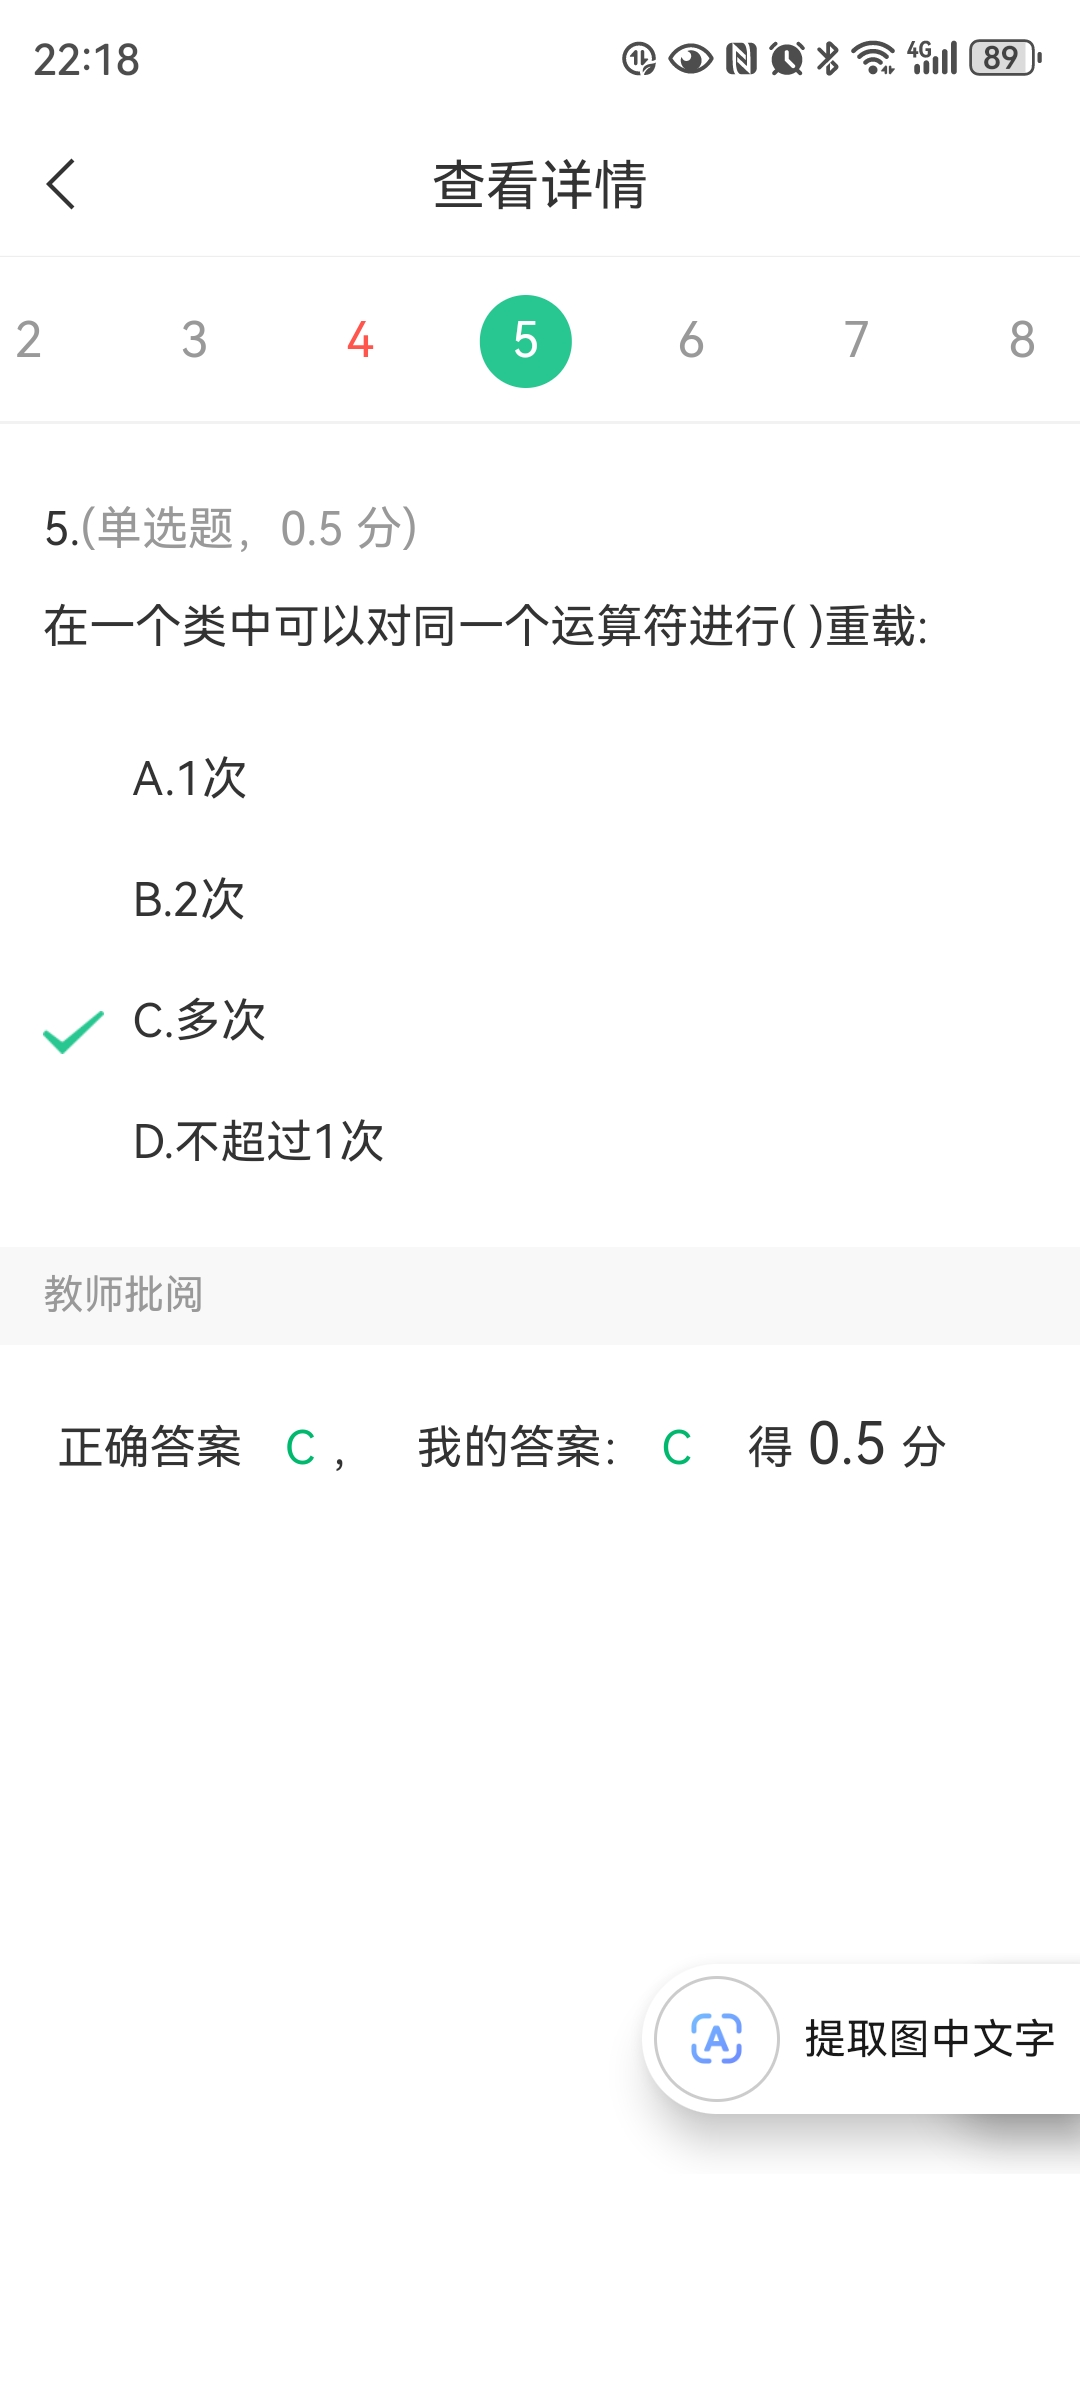 22:18
4G 89
查看详情
2 3 4 5 6 7 8
5.(单选题, 0.5 分)
在一个类中可以对同一个运算符进行( )重载:
A.1次
B.2次
C.多次
D.不超过1次
教师批阅
正确答案 C , 我的答案: C 得 0.5 分
A 提取图中文字